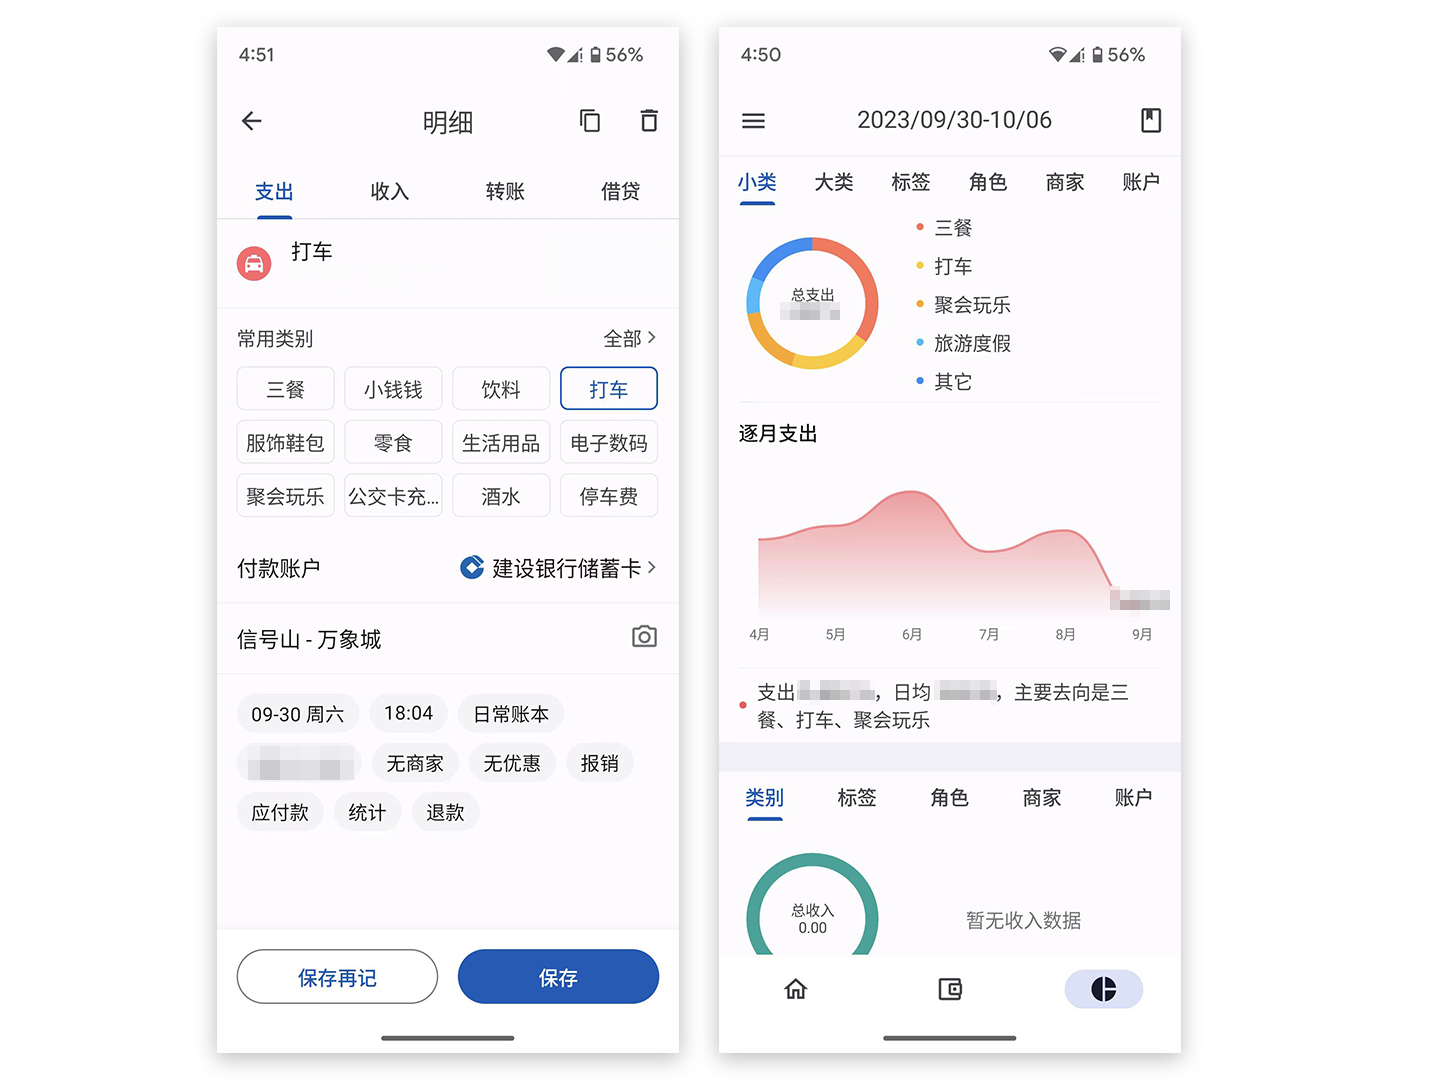 4:51
56%
明细
支出
收入
转账
借贷
打车
常用类别
全部
三餐
小钱钱
饮料
打车
服饰鞋包
零食
生活用品
电子数码
聚会玩乐
公交卡充...
酒水
停车费
付款账户
建设银行储蓄卡
信号山 - 万象城
09-30 周六
18:04
日常账本
无商家
无优惠
报销
应付款
统计
退款
保存再记
保存
4:50
56%
2023/09/30-10/06
小类
大类
标签
角色
商家
账户
总支出
三餐
打车
聚会玩乐
旅游度假
其它
逐月支出
4月
5月
6月
7月
8月
9月
支出，日均，主要去向是三
餐、打车、聚会玩乐
类别
标签
角色
商家
账户
总收入
0.00
暂无收入数据